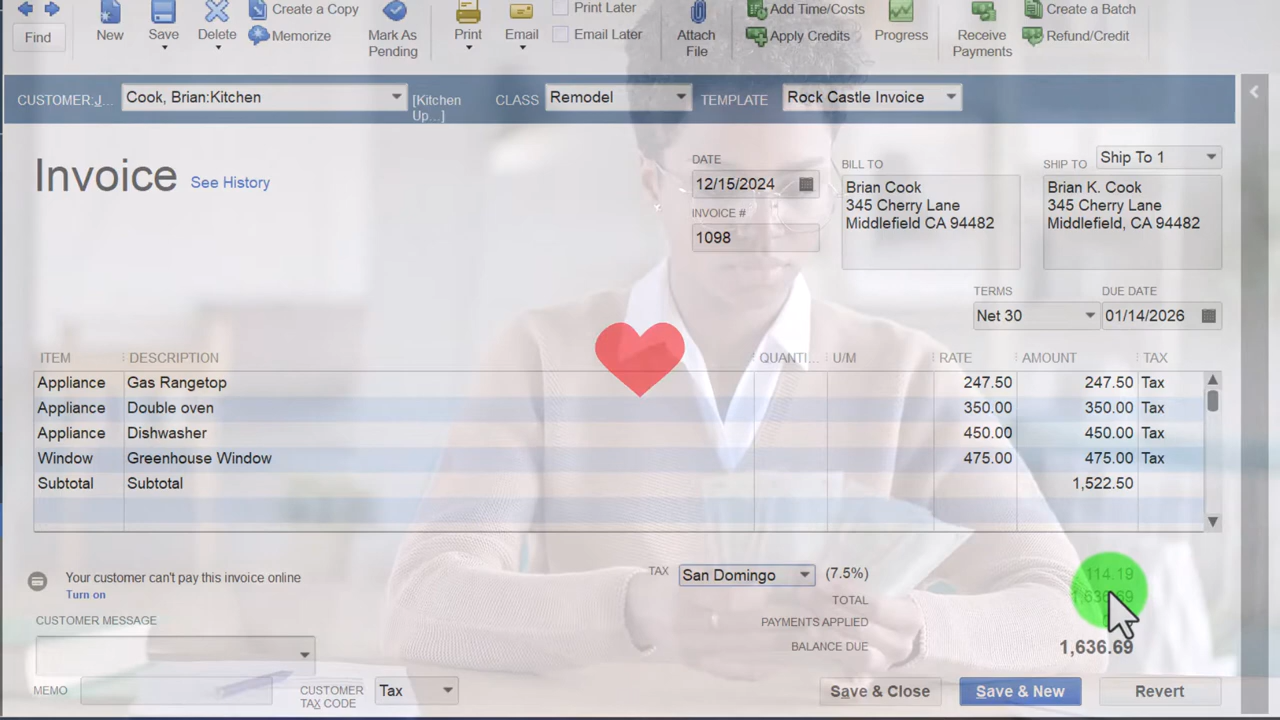 Find
New
Save
Delete
Create a Copy
Memorize
Mark As
Pending
Print
Email
Print Later
Email Later
Attach
File
Add Time/Costs
Apply Credits
Progress
Receive
Payments
Create a Batch
Refund/Credit
CUSTOMER:J... Cook, Brian:Kitchen [Kitchen
Up...]
CLASS Remodel TEMPLATE Rock Castle Invoice
Invoice See History
DATE
12/15/2024
INVOICE #
1098
BILL TO
Brian Cook
345 Cherry Lane
Middlefield CA 94482
SHIP TO Ship To 1
Brian K. Cook
345 Cherry Lane
Middlefield, CA 94482
TERMS DUE DATE
Net 30 01/14/2026
ITEM DESCRIPTION QUANTI... U/M RATE AMOUNT TAX
Appliance Gas Rangetop 247.50 247.50 Tax
Appliance Double oven 350.00 350.00 Tax
Appliance Dishwasher 450.00 450.00 Tax
Window Greenhouse Window 475.00 475.00 Tax
Subtotal Subtotal 1,522.50
Your customer can't pay this invoice online
Turn on
TAX San Domingo (7.5%) 114.19
TOTAL 1,636.69
PAYMENTS APPLIED
BALANCE DUE 1,636.69
CUSTOMER MESSAGE
MEMO
CUSTOMER
TAX CODE
Tax
Save & Close
Save & New
Revert